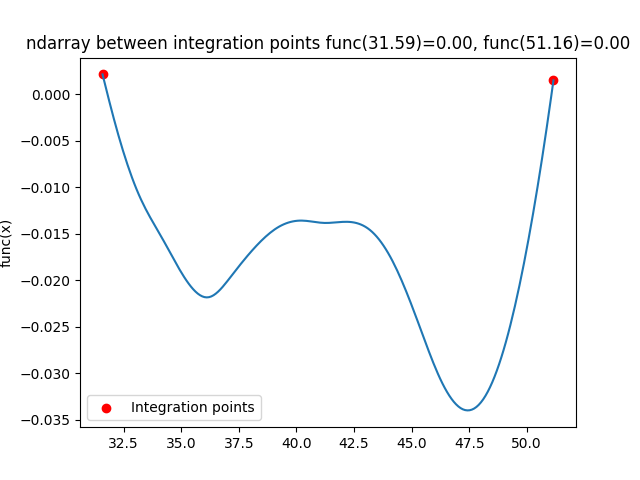 ndarray between integration points func(31.59)=0.00, func(51.16)=0.00
0.000
−0.005
−0.010
−0.015
−0.020
−0.025
−0.030
−0.035
func(x)
Integration points
32.5 35.0 37.5 40.0 42.5 45.0 47.5 50.0